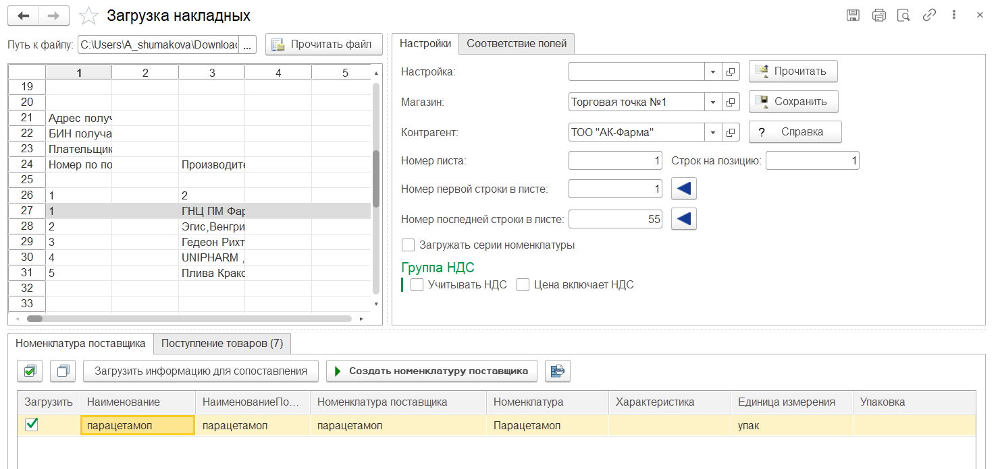 Загрузка накладных
Путь к файлу: C:\Users\A_shumakova\Downloac ... Прочитать файл
1 2 3 4 5
19
20
21 Адрес получ
22 БИН получа
23 Плательщик
24 Номер по по Производите
25
26 1 2
27 1 ГНЦ ПМ Фар
28 2 Эгис,Венгри
29 3 Гедеон Рихт
30 4 UNIPHARM ,
31 5 Плива Крако
32
33
Настройки Соответствие полей
Настройка: Прочитать
Магазин: Торговая точка №1 Сохранить
Контрагент: ТОО "АК-Фарма" ? Справка
Номер листа: 1 Строк на позицию: 1
Номер первой строки в листе: 1
Номер последней строки в листе: 55
Загружать серии номенклатуры
Группа НДС
Учитывать НДС Цена включает НДС
Номенклатура поставщика Поступление товаров (7)
Загрузить информацию для сопоставления Создать номенклатуру поставщика
Загрузить Наименование НаименованиеПо... Номенклатура поставщика Номенклатура Характеристика Единица измерения Упаковка
парацетамол парацетамол парацетамол Парацетамол упак